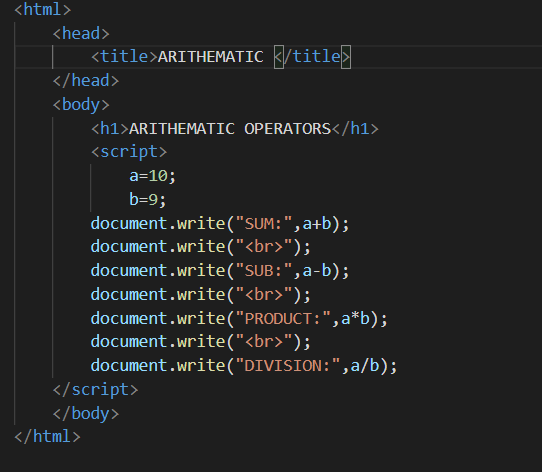 <html>
<head>
<title>ARITHEMATIC </title>
</head>
<body>
<h1>ARITHEMATIC OPERATORS</h1>
<script>
a=10;
b=9;
document.write("SUM:",a+b);
document.write("<br>");
document.write("SUB:",a-b);
document.write("<br>");
document.write("PRODUCT:",a*b);
document.write("<br>");
document.write("DIVISION:",a/b);
</script>
</body>
</html>